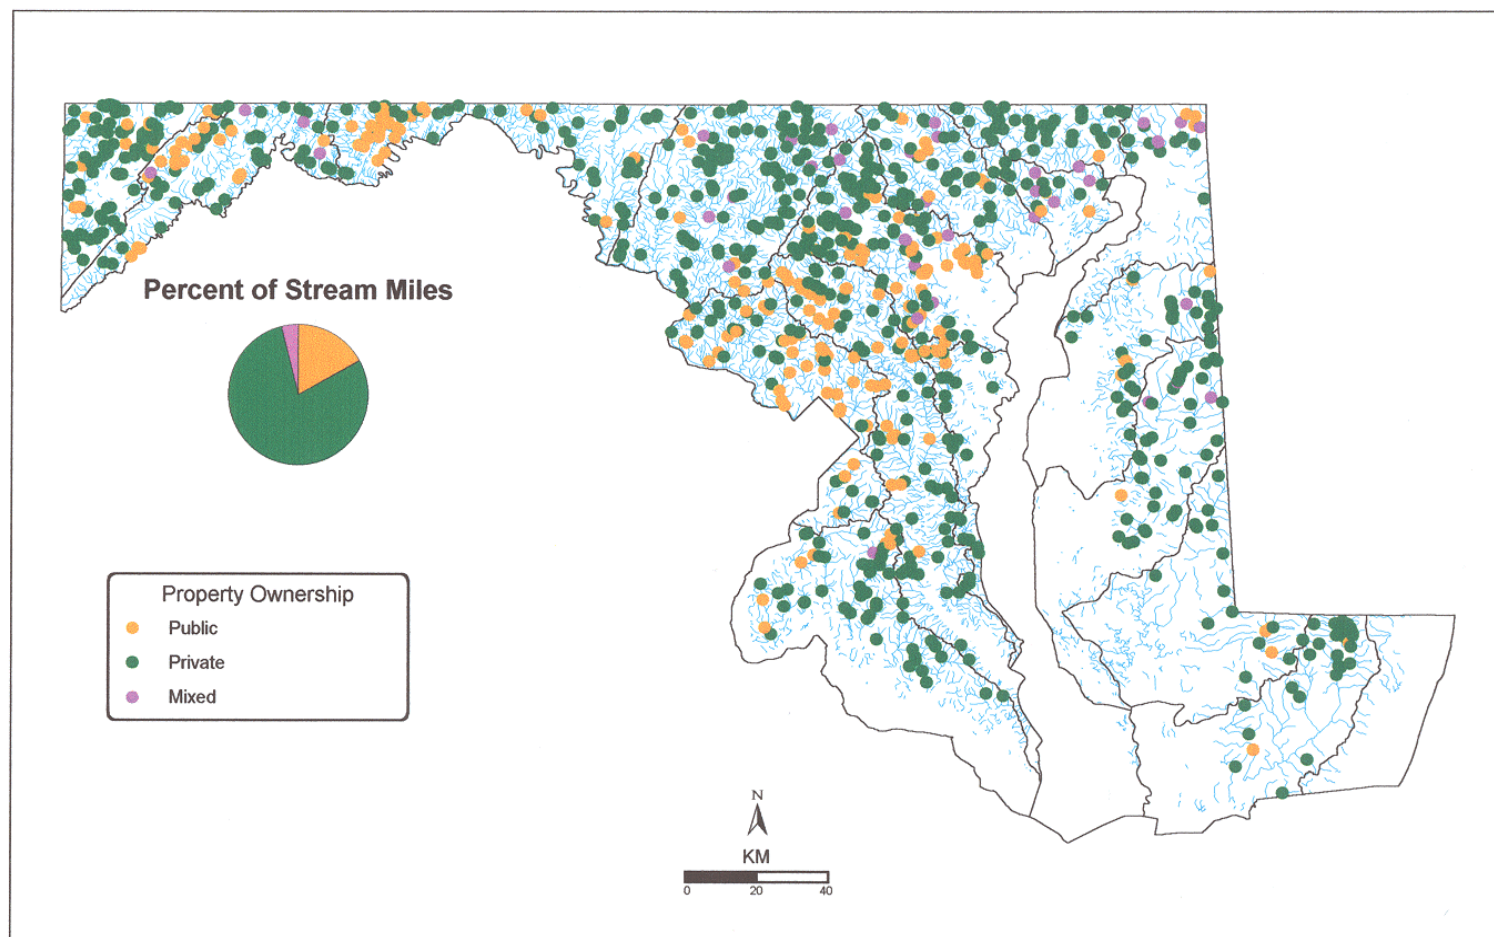 Percent of Stream Miles
Property Ownership
Public
Private
Mixed
N
KM
0 20 40